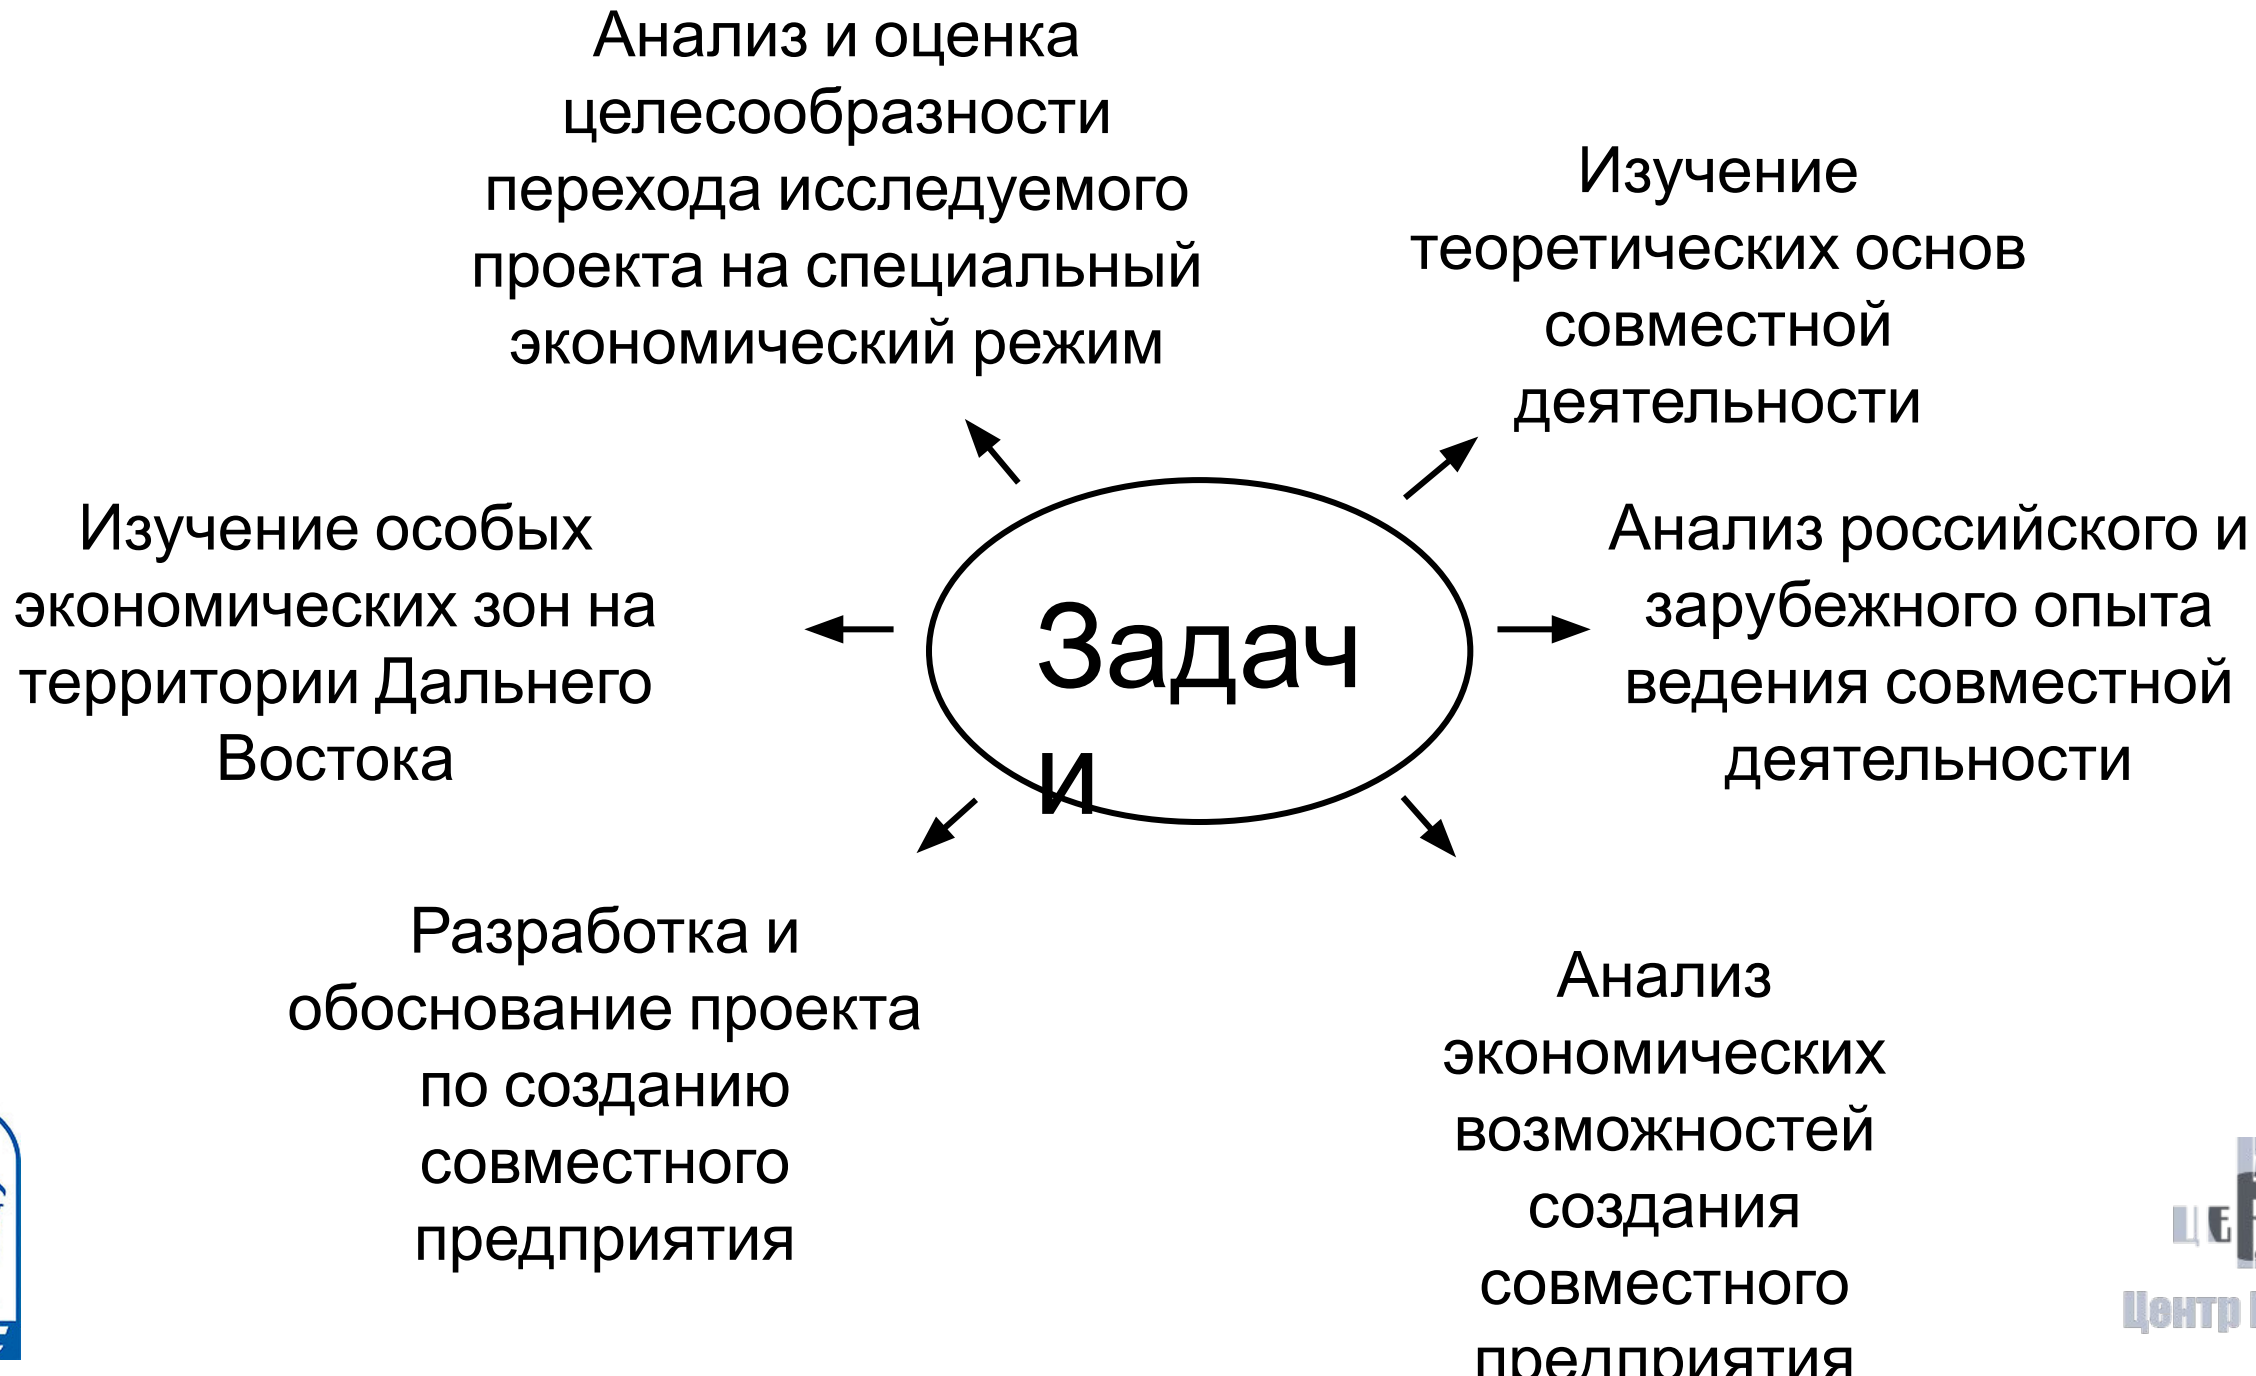 Анализ и оценка
целесообразности
перехода исследуемого
проекта на специальный
экономический режим
Изучение
теоретических основ
совместной
деятельности
Изучение особых
экономических зон на
территории Дальнего
Востока
Задач
и
Анализ российского и
зарубежного опыта
ведения совместной
деятельности
Разработка и
обоснование проекта
по созданию
совместного
предприятия
Анализ
экономических
возможностей
создания
совместного
предприятия
Центр